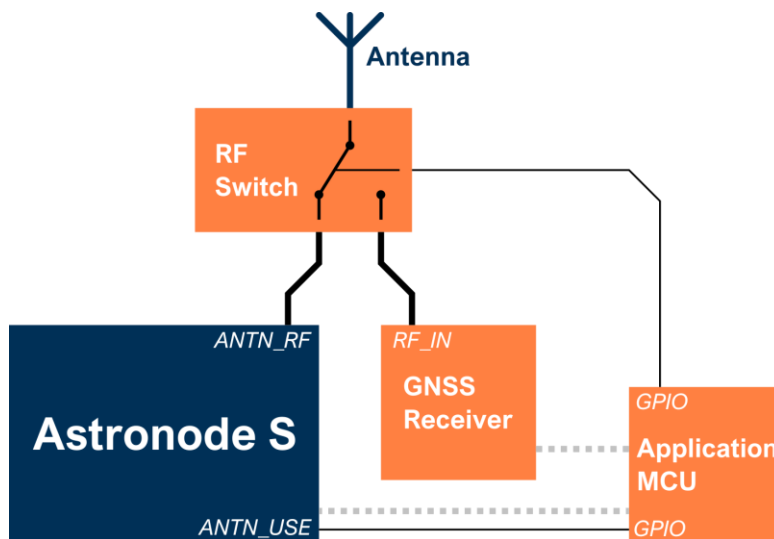 Antenna
RF
Switch
ANTN_RF
RF_IN
GNSS
Receiver
Astronode S
GPIO
Application
MCU
ANTN_USE
GPIO